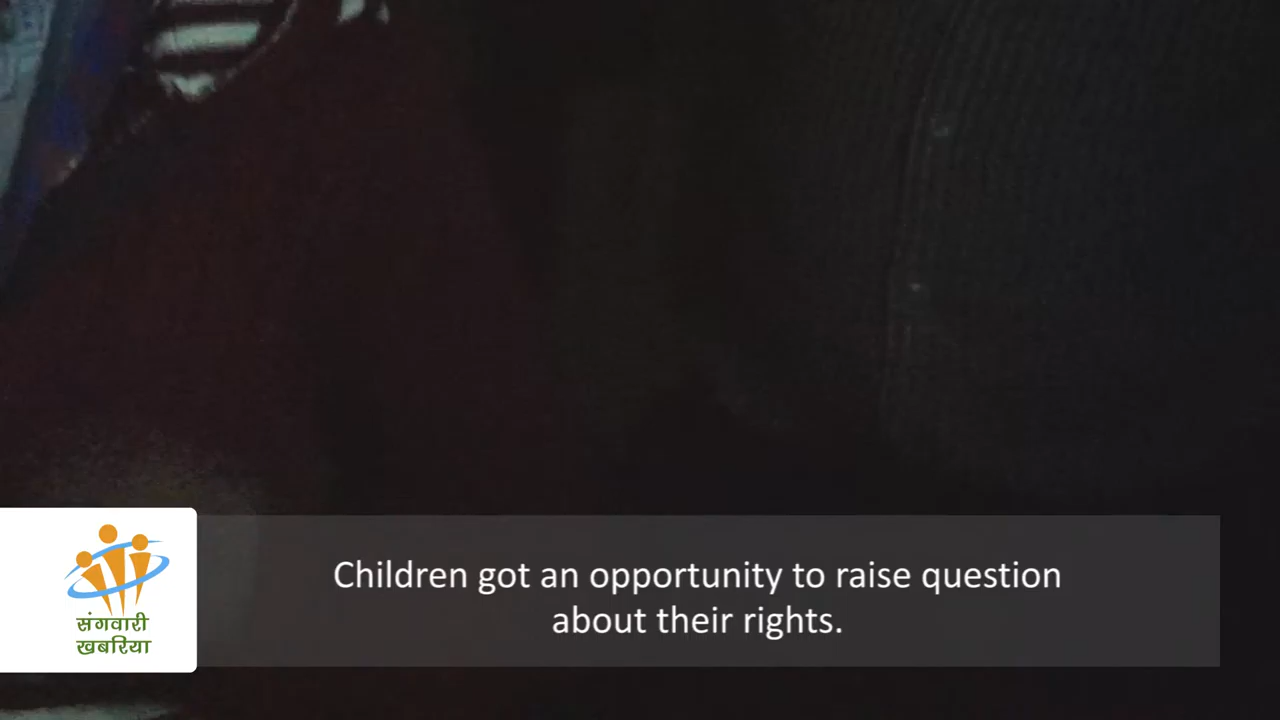 Children got an opportunity to raise question
about their rights.
संगवारी
खबरिया